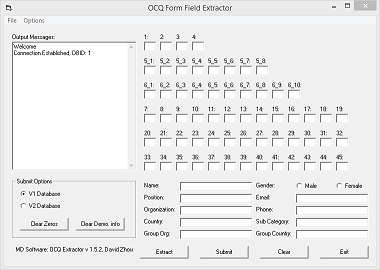 OCQ Form Field Extractor
File Options
Output Messages:
Welcome
Connection Established, DBID: 1
1: 2: 3: 4:
5_1: 5_2: 5_3: 5_4: 5_5: 5_6: 5_7: 5_8:
6_1: 6_2: 6_3: 6_4: 6_5: 6_6: 6_7: 6_8: 6_9: 6_10:
7: 8: 9: 10: 11: 12: 13: 14: 15: 16: 17: 18: 19:
20: 21: 22: 23: 24: 25: 26: 27: 28: 29: 30: 31: 32:
33: 34: 35: 36: 37: 38: 39: 40: 41: 42: 43: 44: 45:
Submit Options
V1 Database
V2 Database
Clear Zeros Clear Demo. info
Name: Gender: Male Female
Position: Email:
Organization: Phone:
Country: Sub Category:
Group Org: Group Country:
MD Software: OCQ Extractor v 1.5.2, David Zhou
Extract Submit Clear Exit